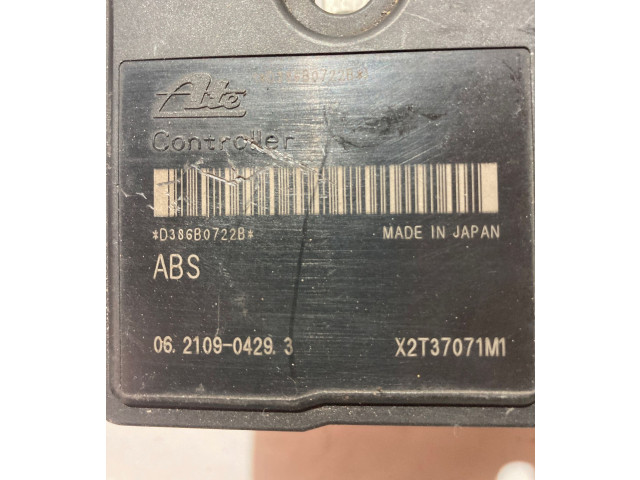 Ate
Controller
*D386B0722B*
MADE IN JAPAN
ABS
06.2109-0429.3
X2T37071M1